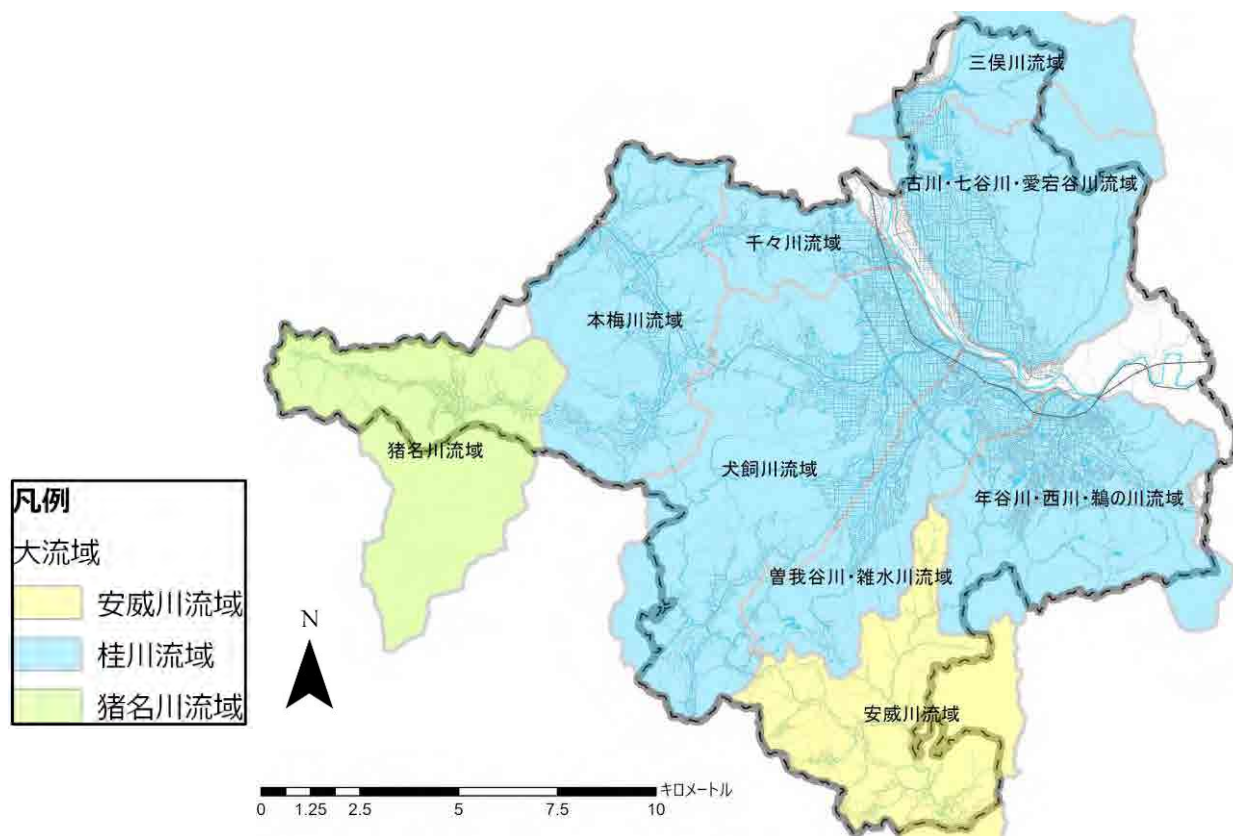 三俣川流域
古川・七谷川・愛宕谷川流域
千々川流域
本梅川流域
猪名川流域
犬飼川流域
年谷川・西川・鵜の川流域
曽我谷川・雑水川流域
安威川流域
凡例
大流域
安威川流域
桂川流域
猪名川流域
N
キロメートル
0 1.25 2.5 5 7.5 10